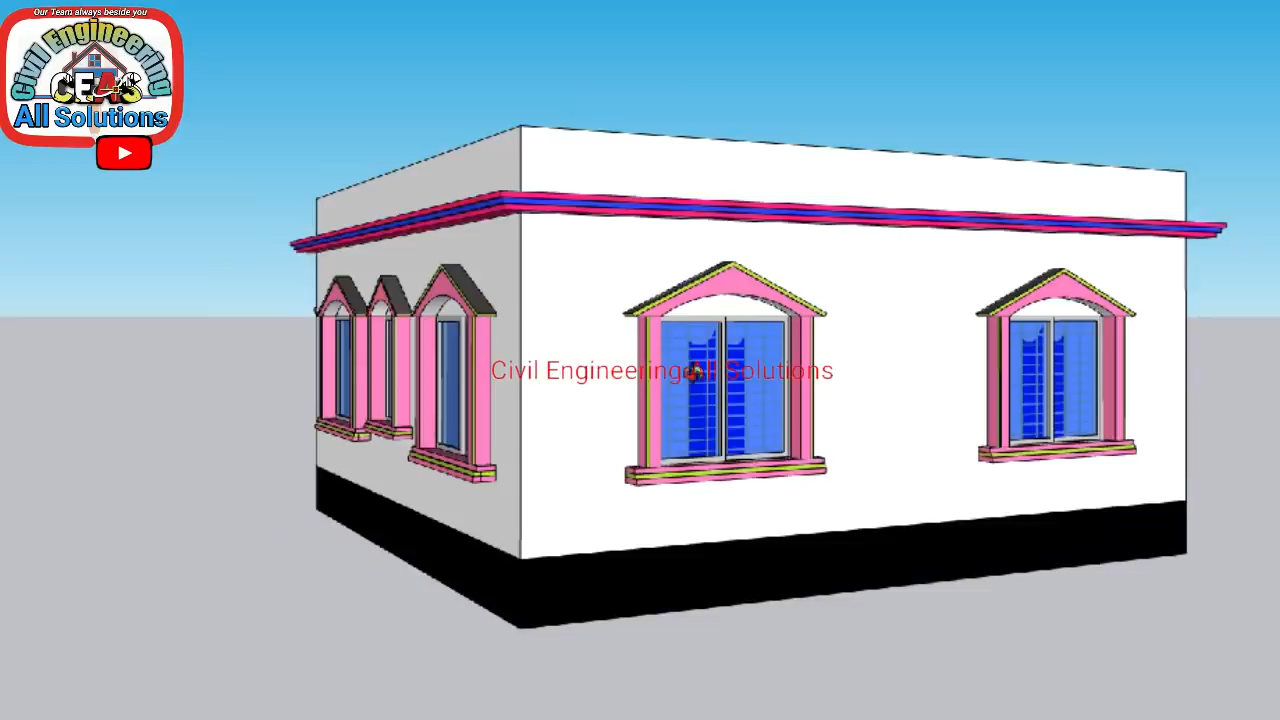 Our Team always beside you
Civil Engineering
CEAS
All Solutions
Civil Engineering All Solutions